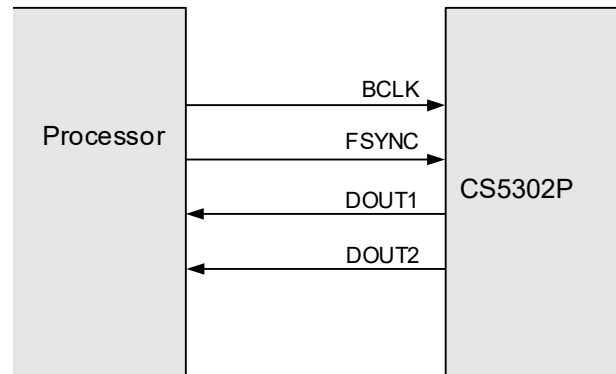 BCLK
Processor
FSYNC
CS5302P
DOUT1
DOUT2